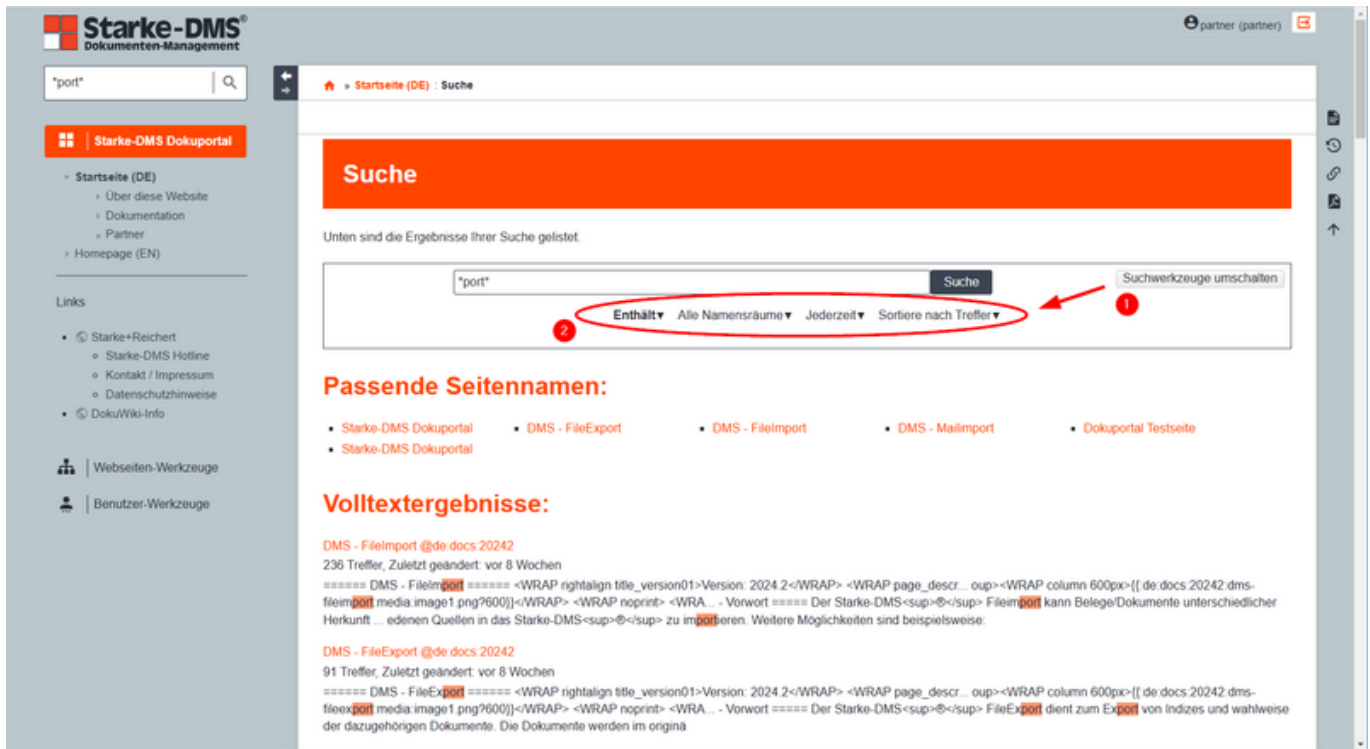 Starke-DMS®
Dokumenten-Management
partner (partner)
*port*
» Startseite (DE) : Suche
Starke-DMS Dokuportal
Startseite (DE)
Über diese Website
Dokumentation
Partner
Homepage (EN)
Links
Starke+Reichert
Starke-DMS Hotline
Kontakt / Impressum
Datenschutzhinweise
DokuWiki-Info
Webseiten-Werkzeuge
Benutzer-Werkzeuge
Suche
Unten sind die Ergebnisse Ihrer Suche gelistet.
*port*
Suche
Suchwerkzeuge umschalten
1
Enthält▾ Alle Namensräume▾ Jederzeit▾ Sortiere nach Treffer▾
2
Passende Seitennamen:
Starke-DMS Dokuportal
DMS - FileExport
DMS - FileImport
DMS - Mailimport
Dokuportal Testseite
Starke-DMS Dokuportal
Volltextergebnisse:
DMS - FileImport @de:docs:20242
236 Treffer, Zuletzt geändert: vor 8 Wochen
====== DMS - FileImport ====== <WRAP rightalign title_version01>Version: 2024.2</WRAP> <WRAP page_descr... oup><WRAP column 600px>{{:de:docs:20242:dms-
fileimport:media:image1.png?600}}</WRAP> <WRAP noprint> <WRA... - Vorwort ===== Der Starke-DMS<sup>®</sup> Fileimport kann Belege/Dokumente unterschiedlicher
Herkunft ... edenen Quellen in das Starke-DMS<sup>®</sup> zu importieren. Weitere Möglichkeiten sind beispielsweise:
DMS - FileExport @de:docs:20242
91 Treffer, Zuletzt geändert: vor 8 Wochen
====== DMS - FileExport ====== <WRAP rightalign title_version01>Version: 2024.2</WRAP> <WRAP page_descr... oup><WRAP column 600px>{{:de:docs:20242:dms-
fileexport:media:image1.png?600}}</WRAP> <WRAP noprint> <WRA... - Vorwort ===== Der Starke-DMS<sup>®</sup> FileExport dient zum Export von Indizes und wahlweise
der dazugehörigen Dokumente. Die Dokumente werden im originä